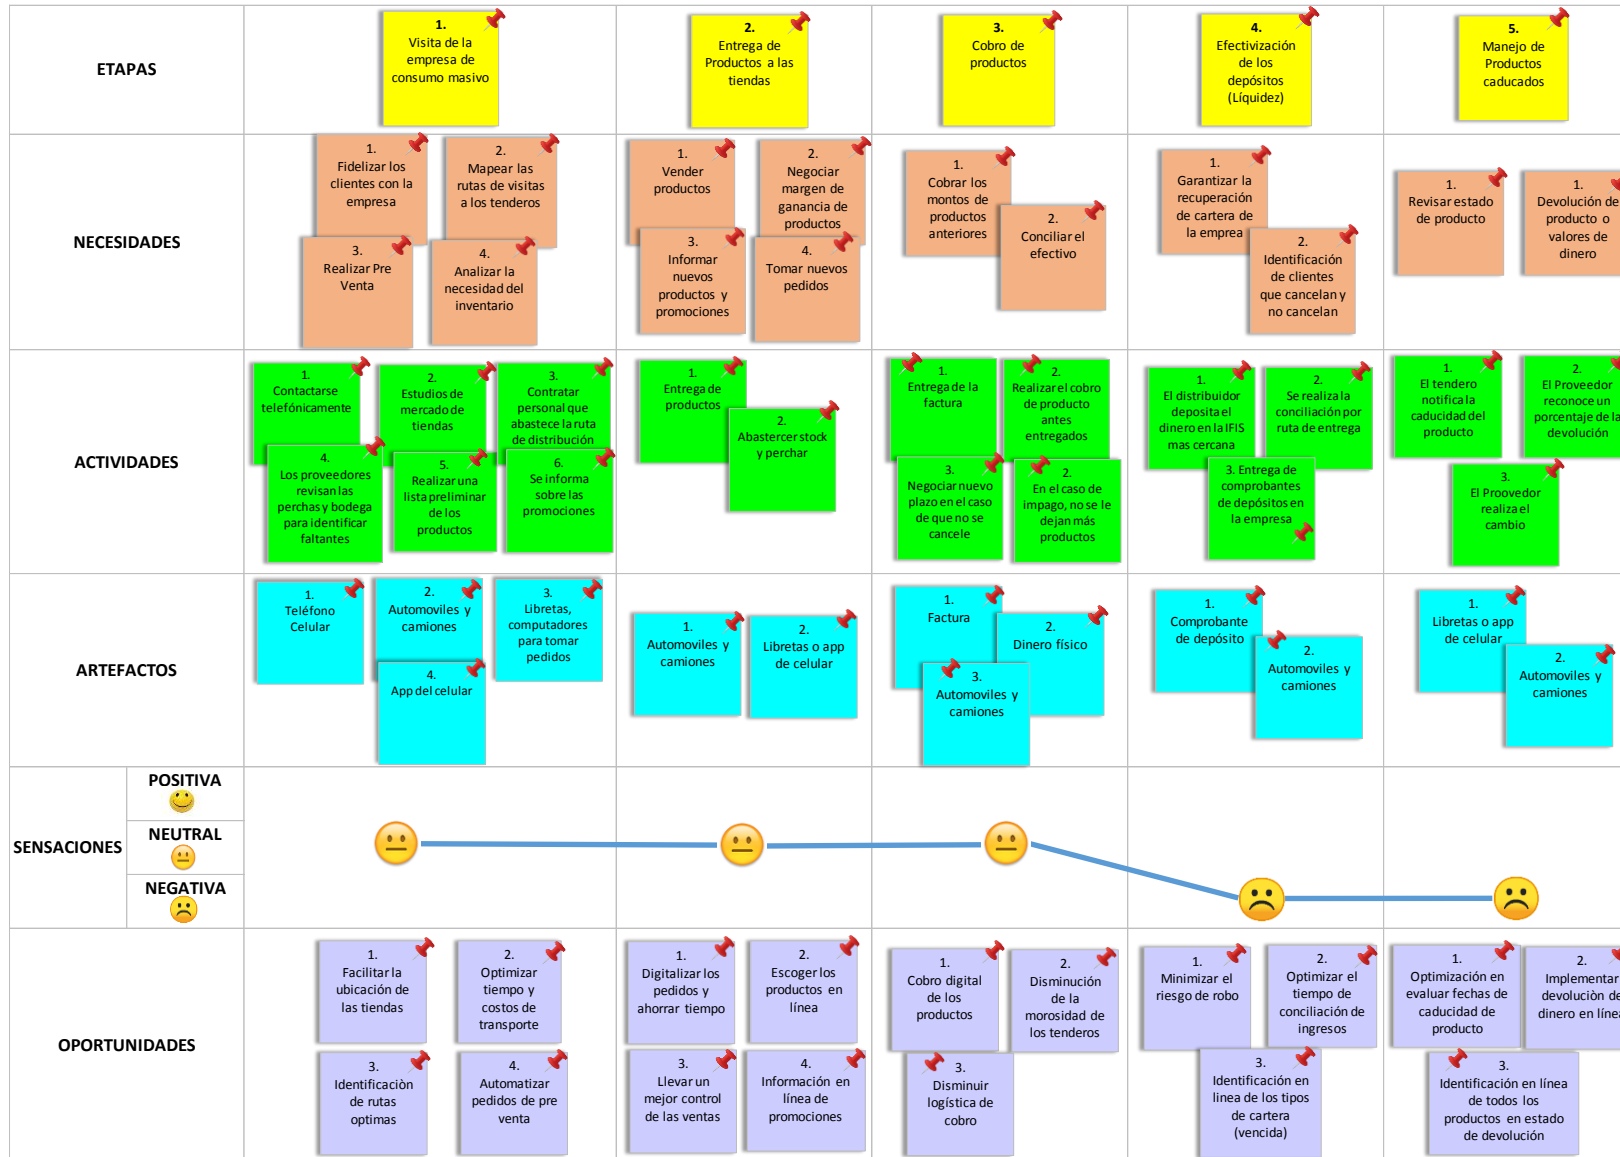 ETAPAS
1.
Visita de la
empresa de
consumo masivo
2.
Entrega de
Productos a las
tiendas
3.
Cobro de
productos
4.
Efectivización
de los
depósitos
(Líquidez)
5.
Manejo de
Productos
caducados
NECESIDADES
1.
Fidelizar los
clientes con la
empresa
2.
Mapear las
rutas de visitas
a los tenderos
3.
Realizar Pre
Venta
4.
Analizar la
necesidad del
inventario
1.
Vender
productos
2.
Negociar
margen de
ganancia de
productos
3.
Informar
nuevos
productos y
promociones
4.
Tomar nuevos
pedidos
1.
Cobrar los
montos de
productos
anteriores
2.
Conciliar el
efectivo
1.
Garantizar la
recuperación
de cartera de
la emprea
2.
Identificación
de clientes
que cancelan y
no cancelan
1.
Revisar estado
de producto
1.
Devolución de
producto o
valores de
dinero
ACTIVIDADES
1.
Contactarse
telefónicamente
2.
Estudios de
mercado de
tiendas
3.
Contratar
personal que
abastece la ruta
de distribución
4.
Los proveedores
revisan las
perchas y bodega
para identificar
faltantes
5.
Realizar una
lista preliminar
de los
productos
6.
Se informa
sobre las
promociones
1.
Entrega de
productos
2.
Abastercer stock
y perchar
1.
Entrega de la
factura
2.
Realizar el cobro
de producto
antes
entregados
3.
Negociar nuevo
plazo en el caso
de que no se
cancele
2.
En el caso de
impago, no se le
dejan más
productos
1.
El distribuidor
deposita el
dinero en la IFIS
mas cercana
2.
Se realiza la
conciliación por
ruta de entrega
3. Entrega de
comprobantes
de depósitos en
la empresa
1.
El tendero
notifica la
caducidad del
producto
2.
El Proveedor
reconoce un
porcentaje de la
devolución
3.
El Proovedor
realiza el
cambio
ARTEFACTOS
1.
Teléfono
Celular
2.
Automoviles y
camiones
3.
Libretas,
computadores
para tomar
pedidos
4.
App del celular
1.
Automoviles y
camiones
2.
Libretas o app
de celular
1.
Factura
2.
Dinero físico
3.
Automoviles y
camiones
1.
Comprobante
de depósito
2.
Automoviles y
camiones
1.
Libretas o app
de celular
2.
Automoviles y
camiones
SENSACIONES
POSITIVA
NEUTRAL
NEGATIVA
OPORTUNIDADES
1.
Facilitar la
ubicación de
las tiendas
2.
Optimizar
tiempo y
costos de
transporte
3.
Identificaciòn
de rutas
optimas
4.
Automatizar
pedidos de pre
venta
1.
Digitalizar los
pedidos y
ahorrar tiempo
2.
Escoger los
productos en
línea
3.
Llevar un
mejor control
de las ventas
4.
Información en
línea de
promociones
1.
Cobro digital
de los
productos
2.
Disminución
de la
morosidad de
los tenderos
3.
Disminuir
logística de
cobro
1.
Minimizar el
riesgo de robo
2.
Optimizar el
tiempo de
conciliación de
ingresos
3.
Identificación en
linea de los tipos
de cartera
(vencida)
1.
Optimización en
evaluar fechas de
caducidad de
producto
2.
Implementar
devoluciòn de
dinero en línea
3.
Identificación en línea
de todos los
productos en estado
de devolución